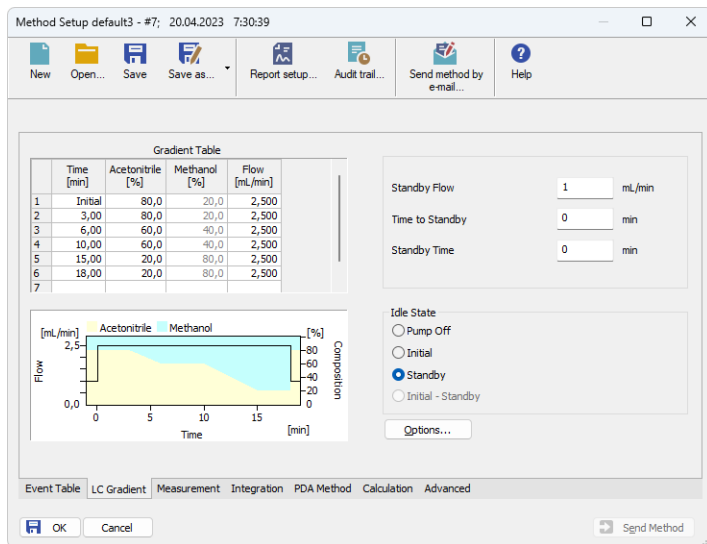 Method Setup default3 - #7; 20.04.2023 7:30:39
New Open... Save Save as... Report setup... Audit trail... Send method by e-mail... Help
Gradient Table
Time [min] Acetonitrile [%] Methanol [%] Flow [mL/min]
1 Initial 80,0 20,0 2,500
2 3,00 80,0 20,0 2,500
3 6,00 60,0 40,0 2,500
4 10,00 60,0 40,0 2,500
5 15,00 20,0 80,0 2,500
6 18,00 20,0 80,0 2,500
7
Standby Flow 1 mL/min
Time to Standby 0 min
Standby Time 0 min
[mL/min] Acetonitrile Methanol [%]
2,5
0,0
Flow
80
60
40
20
0
Composition
0 5 10 15 [min]
Time
Idle State
Pump Off
Initial
Standby
Initial - Standby
Options...
Event Table LC Gradient Measurement Integration PDA Method Calculation Advanced
OK Cancel Send Method